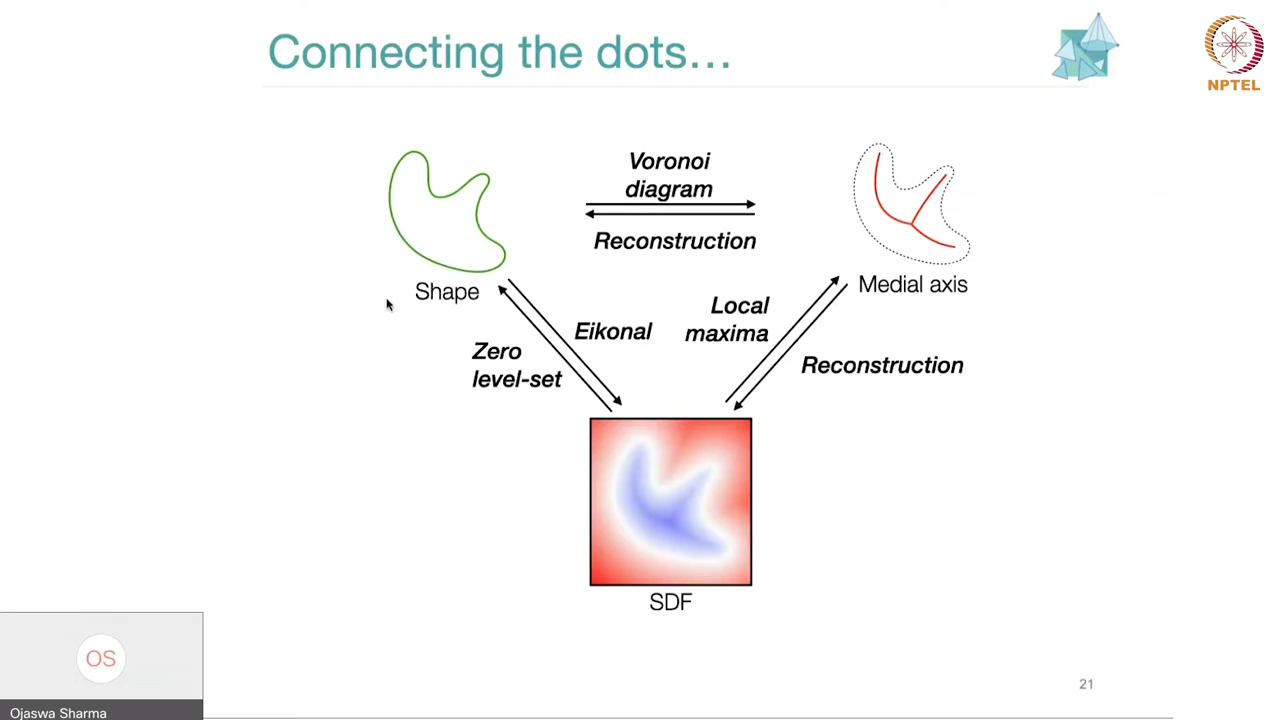 Connecting the dots...
NPTEL
Voronoi
diagram
Reconstruction
Shape
Medial axis
Local
maxima
Eikonal
Zero
level-set
Reconstruction
SDF
OS
Ojaswa Sharma
21